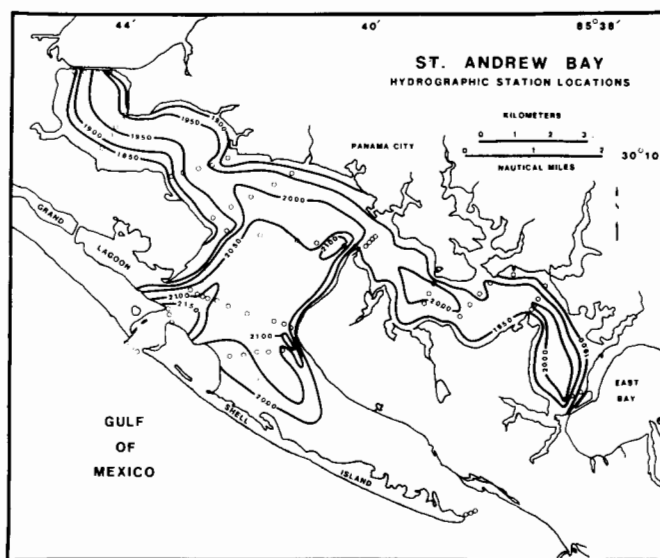 44'
40'
85°38'
ST. ANDREW BAY
HYDROGRAPHIC STATION LOCATIONS
KILOMETERS
0 1 2 3
0 1 2
NAUTICAL MILES
30°10
PANAMA CITY
1900
1950
1850
1950
1900
2000
2050
2100
2000
1850
1800
2000
2100
2150
2100
2000
GRAND
LAGOON
EAST
BAY
GULF
OF
MEXICO
SHELL
ISLAND